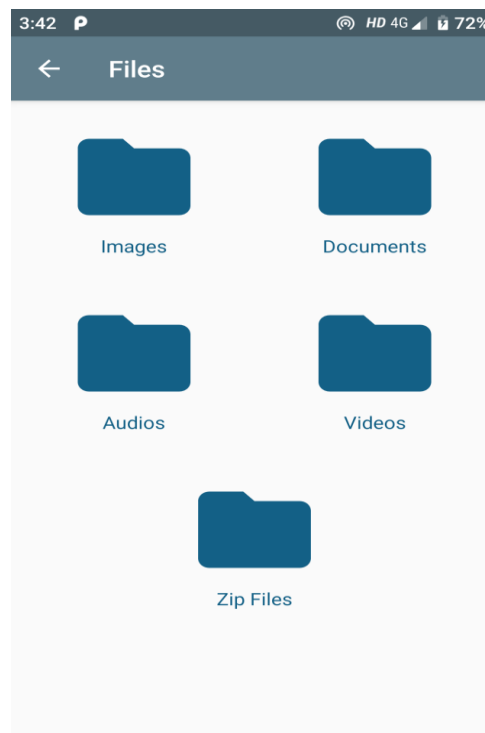 3:42 P HD 4G 72%
Files
Images Documents
Audios Videos
Zip Files